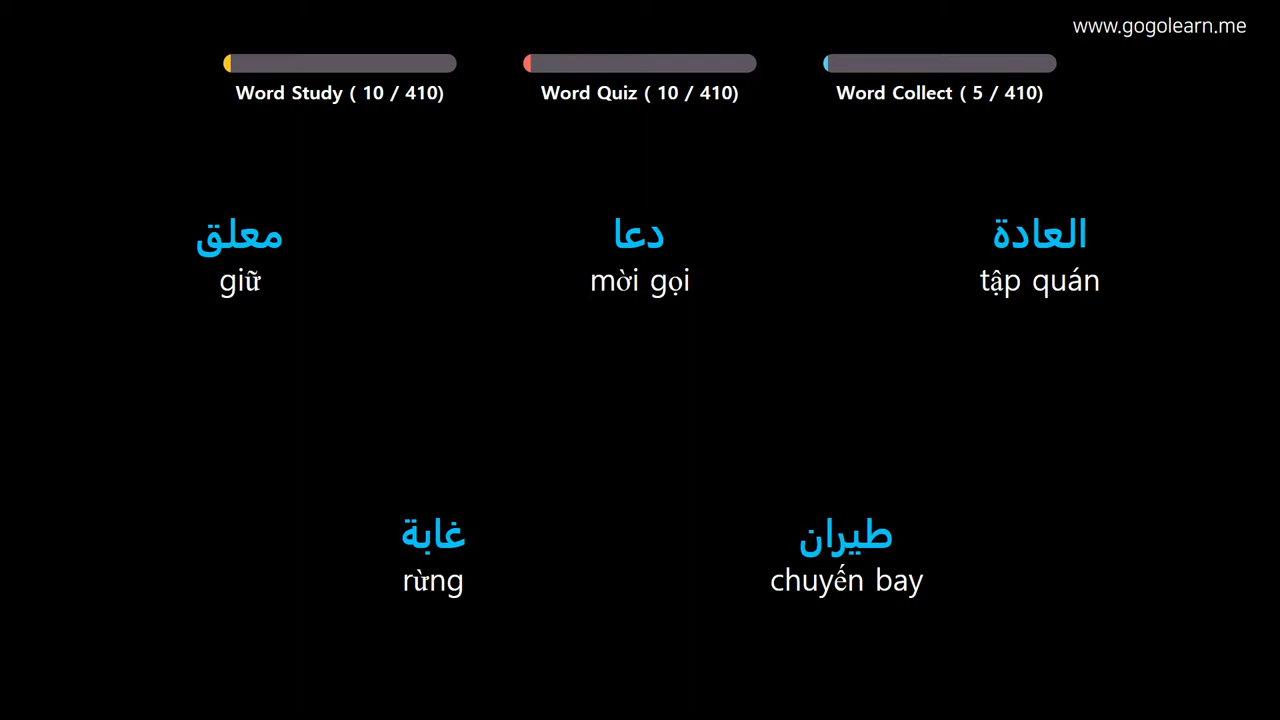 www.gogolearn.me
Word Study ( 10 / 410)
Word Quiz ( 10 / 410)
Word Collect ( 5 / 410)
معلق
giữ
دعا
mời gọi
العادة
tập quán
غابة
rừng
طيران
chuyến bay